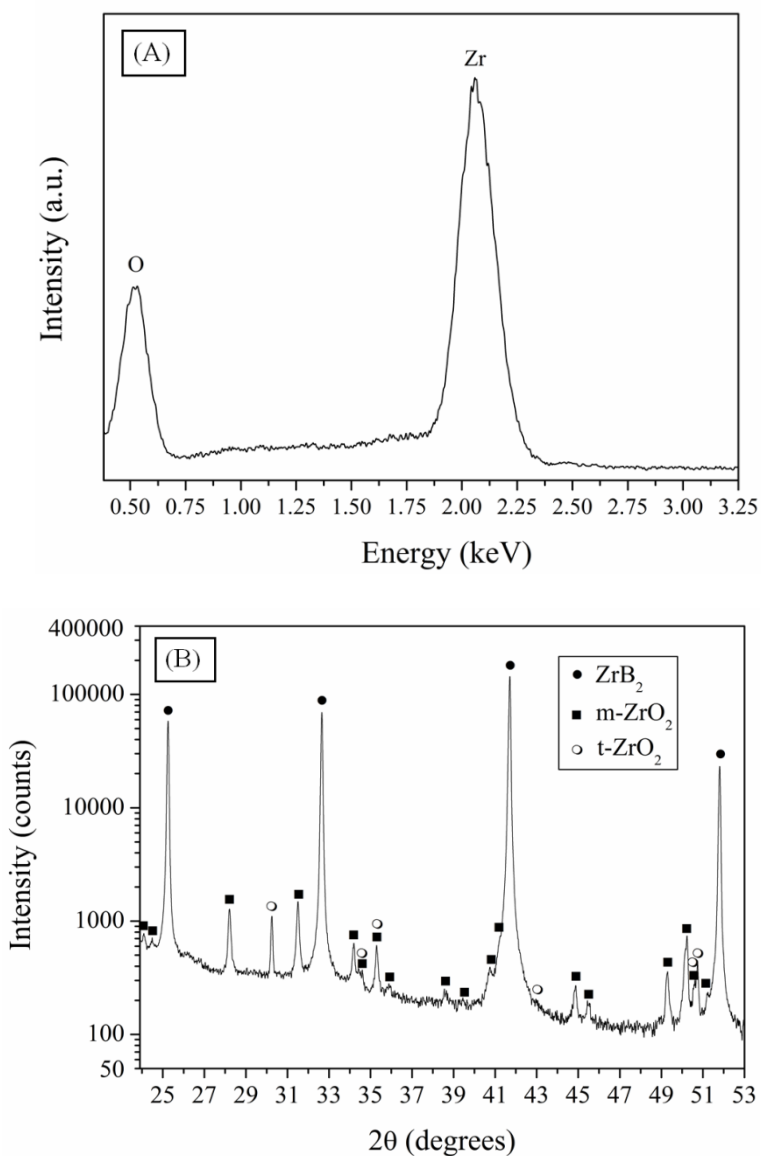 (A)
Zr
O
Intensity (a.u.)
0.50 0.75 1.00 1.25 1.50 1.75 2.00 2.25 2.50 2.75 3.00 3.25
Energy (keV)
400000
(B)
ZrB2
m-ZrO2
t-ZrO2
100000
10000
1000
100
50
Intensity (counts)
25 27 29 31 33 35 37 39 41 43 45 47 49 51 53
2θ (degrees)